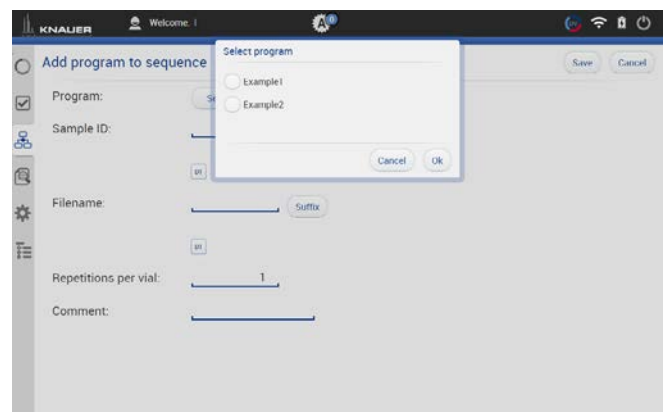 KNAUER
Welcome.
Add program to sequence
Save
Cancel
Select program
Example1
Example2
Cancel
Ok
Program:
Sample ID:
Filename:
Suffix
Repetitions per vial:
1
Comment: